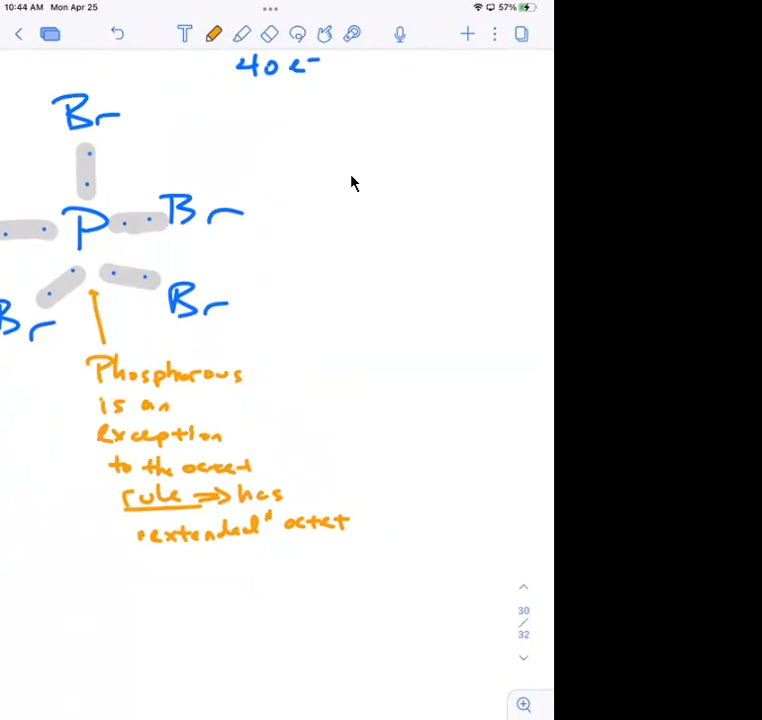 10:44 AM Mon Apr 25
57%
T
40 e-
Br
P
Br
Br
Br
Phosphorous
is an
exception
to the octet
rule => has
"extended" octet
30
/
32